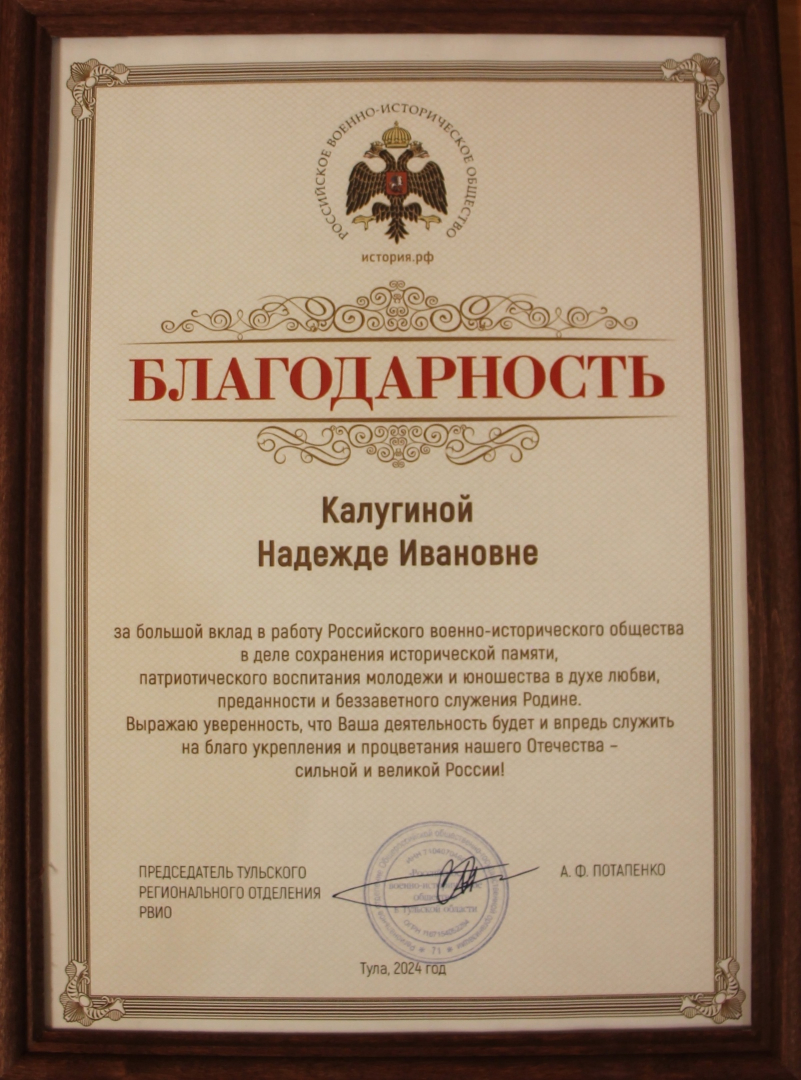 РОССИЙСКОЕ ВОЕННО-ИСТОРИЧЕСКОЕ ОБЩЕСТВО
история.рф
БЛАГОДАРНОСТЬ
Калугиной
Надежде Ивановне
за большой вклад в работу Российского военно-исторического общества
в деле сохранения исторической памяти,
патриотического воспитания молодежи и юношества в духе любви,
преданности и беззаветного служения Родине.
Выражаю уверенность, что Ваша деятельность будет и впредь служить
на благо укрепления и процветания нашего Отечества –
сильной и великой России!
ПРЕДСЕДАТЕЛЬ ТУЛЬСКОГО
РЕГИОНАЛЬНОГО ОТДЕЛЕНИЯ
РВИО
А. Ф. ПОТАПЕНКО
в Тульской области
Тула, 2024 год